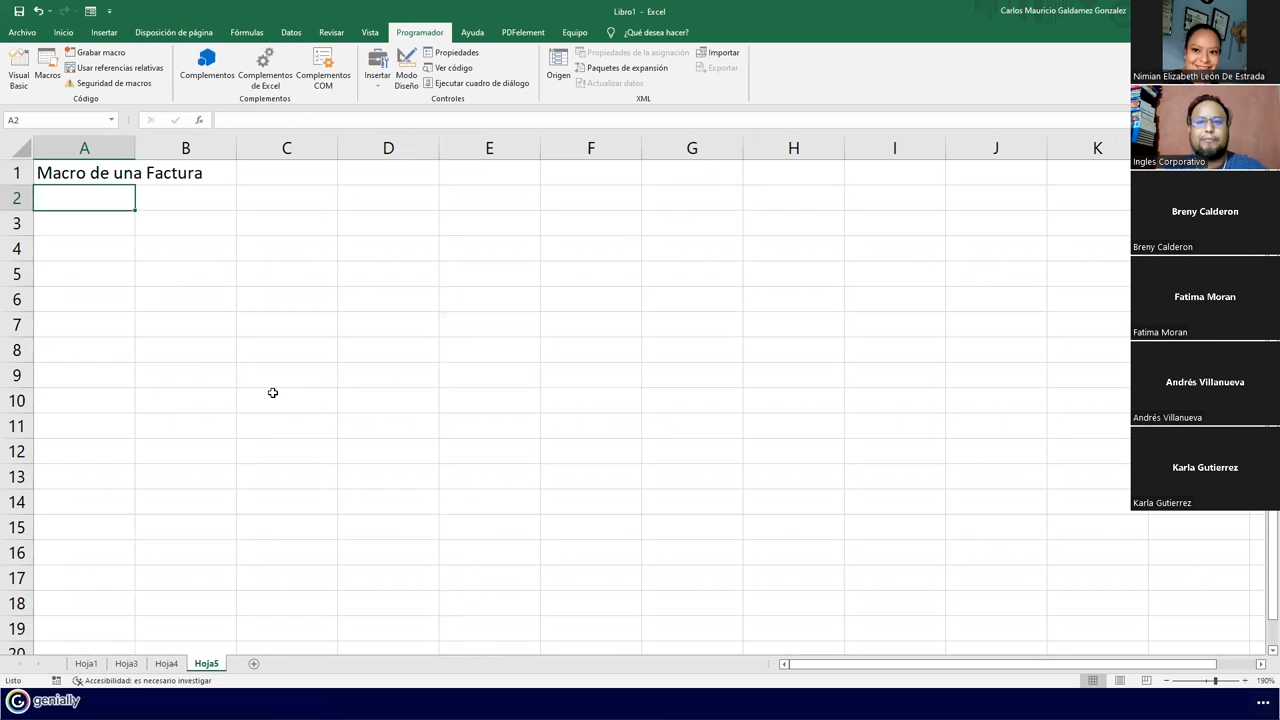 Libro1 - Excel
Carlos Mauricio Galdamez Gonzalez
Archivo Inicio Insertar Disposición de página Fórmulas Datos Revisar Vista Programador Ayuda PDFelement Equipo ¿Qué desea hacer?
Visual Basic
Macros
Grabar macro
Usar referencias relativas
Seguridad de macros
Código
Complementos
Complementos de Excel
Complementos COM
Complementos
Insertar
Modo Diseño
Propiedades
Ver código
Ejecutar cuadro de diálogo
Controles
Origen
Propiedades de la asignación
Paquetes de expansión
Actualizar datos
Importar
Exportar
XML
A2
fx
A B C D E F G H I J K
1 Macro de una Factura
2
3
4
5
6
7
8
9
10
11
12
13
14
15
16
17
18
19
20
Hoja1 Hoja3 Hoja4 Hoja5
Listo
Accesibilidad: es necesario investigar
190%
genially
Nimian Elizabeth León De Estrada
Ingles Corporativo
Breny Calderon
Breny Calderon
Fatima Moran
Fatima Moran
Andrés Villanueva
Andrés Villanueva
Karla Gutierrez
Karla Gutierrez